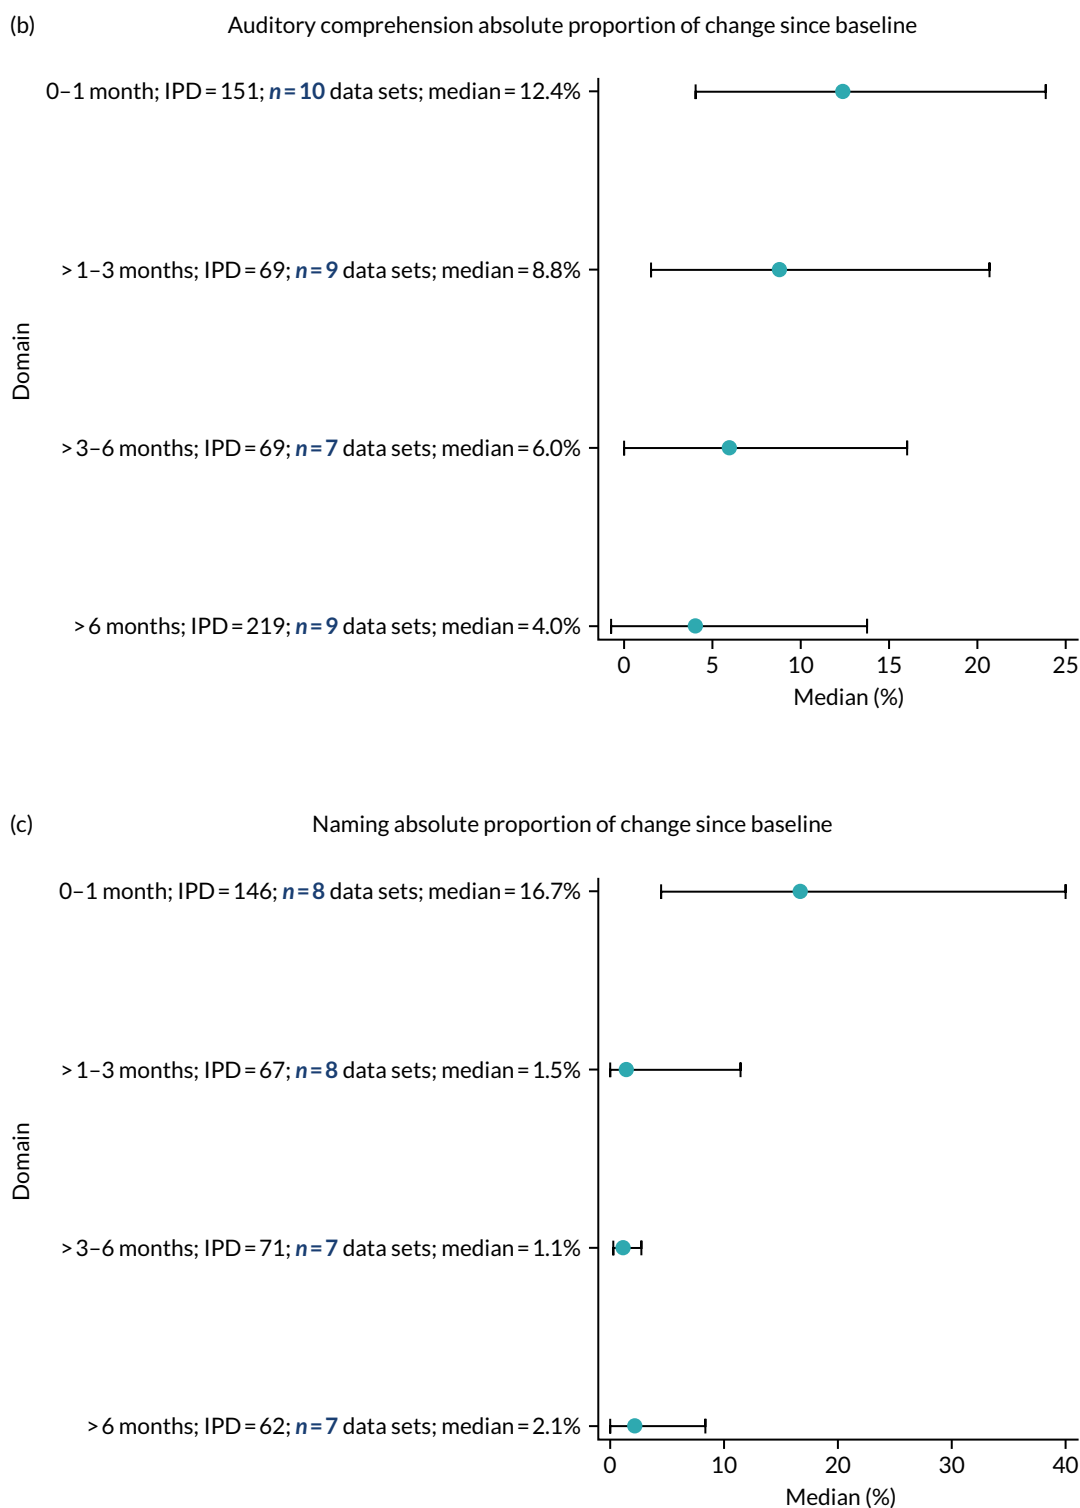 (b) Auditory comprehension absolute proportion of change since baseline
0–1 month; IPD = 151; n = 10 data sets; median = 12.4%
> 1–3 months; IPD = 69; n = 9 data sets; median = 8.8%
> 3–6 months; IPD = 69; n = 7 data sets; median = 6.0%
> 6 months; IPD = 219; n = 9 data sets; median = 4.0%
Domain
0 5 10 15 20 25
Median (%)
(c) Naming absolute proportion of change since baseline
0–1 month; IPD = 146; n = 8 data sets; median = 16.7%
> 1–3 months; IPD = 67; n = 8 data sets; median = 1.5%
> 3–6 months; IPD = 71; n = 7 data sets; median = 1.1%
> 6 months; IPD = 62; n = 7 data sets; median = 2.1%
Domain
0 10 20 30 40
Median (%)